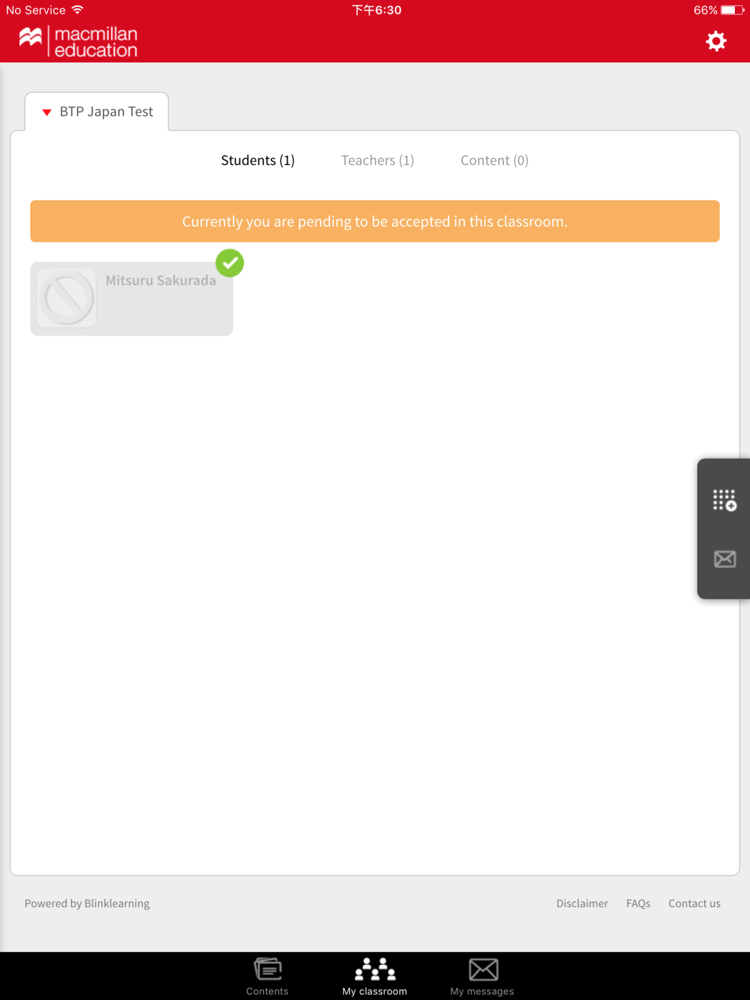 No Service
下午6:30
66%
macmillan
education
BTP Japan Test
Students (1)
Teachers (1)
Content (0)
Currently you are pending to be accepted in this classroom.
Mitsuru Sakurada
Powered by Blinklearning
Disclaimer
FAQs
Contact us
Contents
My classroom
My messages